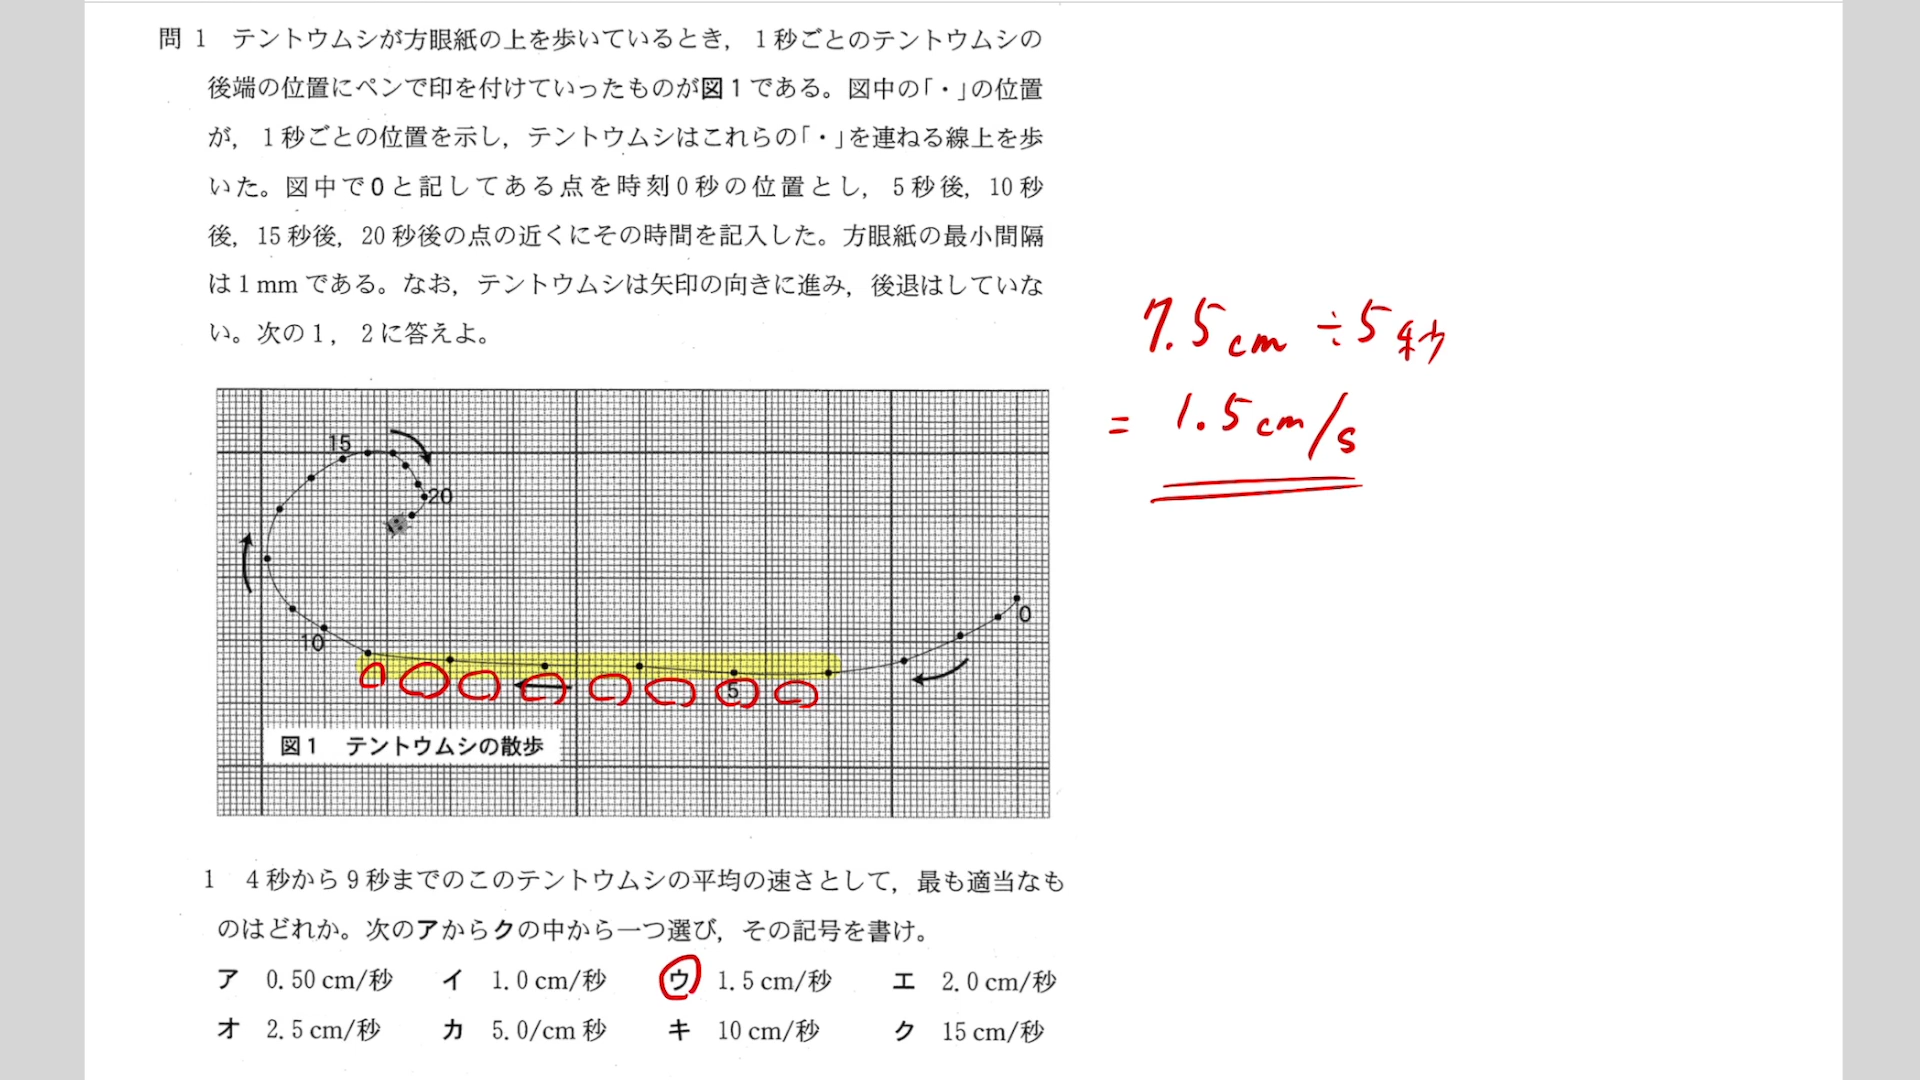 問 1 テントウムシが方眼紙の上を歩いているとき，1秒ごとのテントウムシの
後端の位置にペンで印を付けていったものが図1である。図中の「・」の位置
が，1秒ごとの位置を示し，テントウムシはこれらの「・」を連ねる線上を歩
いた。図中で0と記してある点を時刻0秒の位置とし，5秒後，10秒
後，15秒後，20秒後の点の近くにその時間を記入した。方眼紙の最小間隔
は1mmである。なお，テントウムシは矢印の向きに進み，後退はしていな
い。次の1，2に答えよ。
7.5cm ÷5秒
= 1.5cm/s
15
20
0
10
5
図1 テントウムシの散歩
1 4秒から9秒までのこのテントウムシの平均の速さとして，最も適当なも
のはどれか。次のアからクの中から一つ選び，その記号を書け。
ア 0.50 cm/秒 イ 1.0 cm/秒 ウ 1.5 cm/秒 エ 2.0 cm/秒
オ 2.5 cm/秒 カ 5.0/cm 秒 キ 10 cm/秒 ク 15 cm/秒